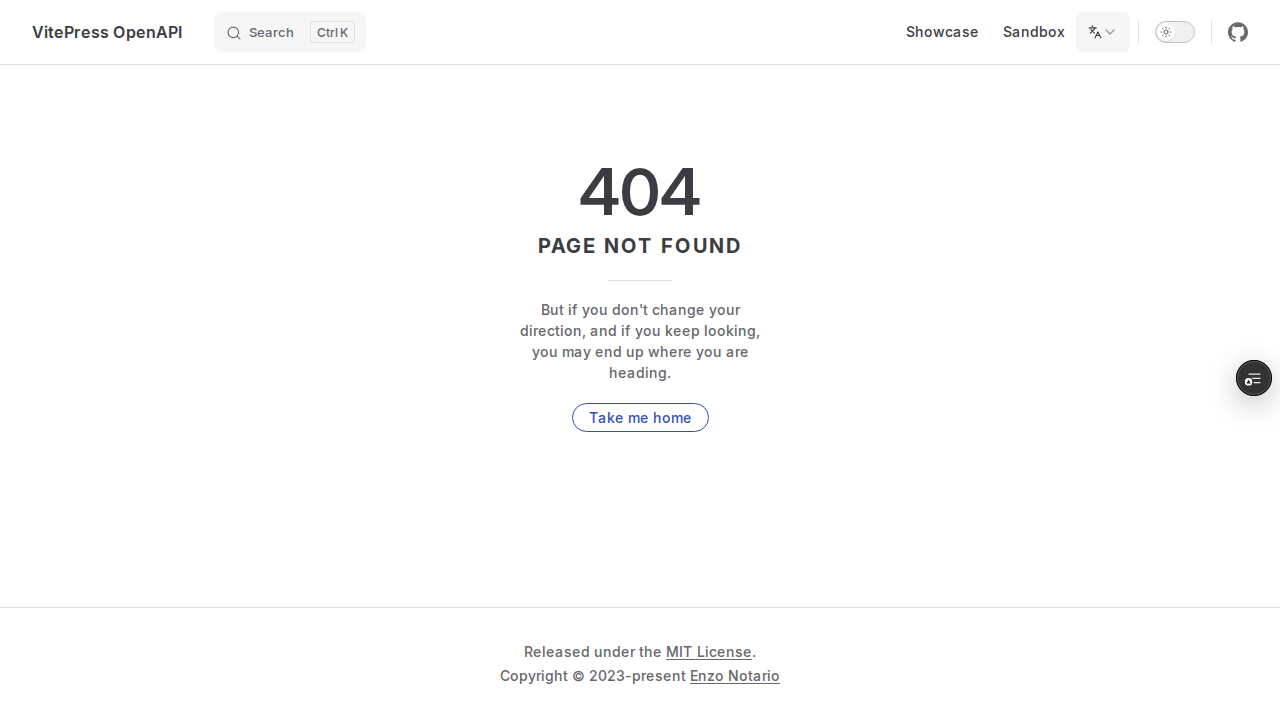 VitePress OpenAPI
Search
Ctrl K
Showcase
Sandbox
404
PAGE NOT FOUND
But if you don't change your
direction, and if you keep looking,
you may end up where you are
heading.
Take me home
Released under the MIT License.
Copyright © 2023-present Enzo Notario